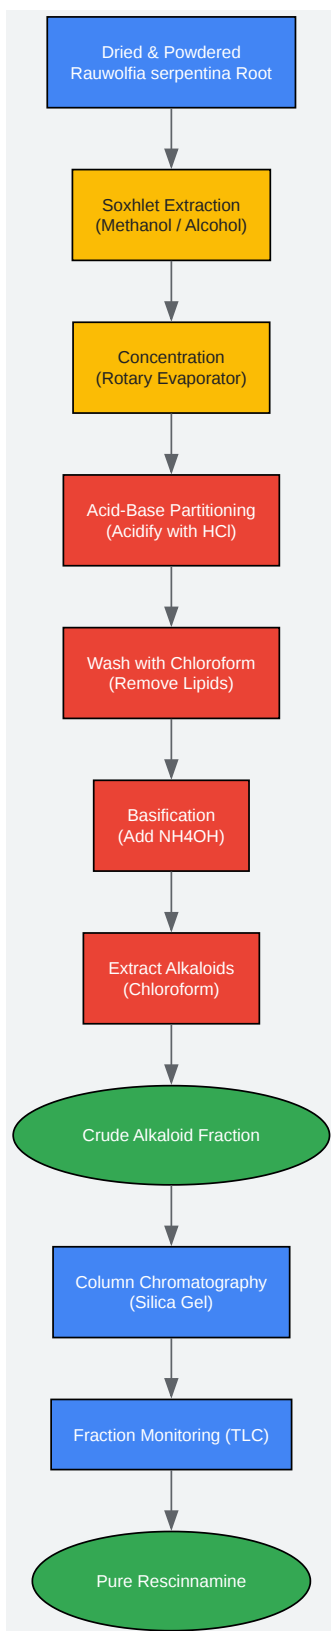 Dried & Powdered
Rauwolfia serpentina Root
Soxhlet Extraction
(Methanol / Alcohol)
Concentration
(Rotary Evaporator)
Acid-Base Partitioning
(Acidify with HCl)
Wash with Chloroform
(Remove Lipids)
Basification
(Add NH4OH)
Extract Alkaloids
(Chloroform)
Crude Alkaloid Fraction
Column Chromatography
(Silica Gel)
Fraction Monitoring (TLC)
Pure Rescinnamine